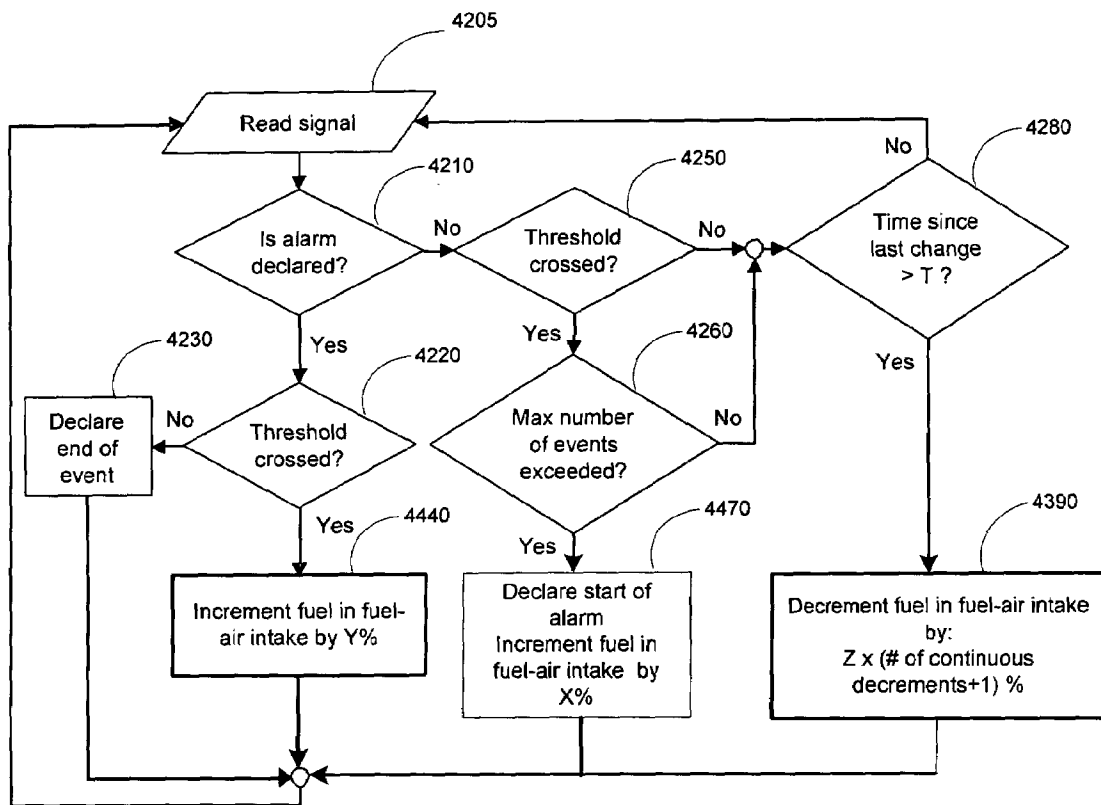 4205
Read signal
No
4280
4210
4250
Is alarm
declared?
No
Threshold
crossed?
No
Time since
last change
> T ?
Yes
Yes
4230
4220
4260
Yes
Declare
end of
event
No
Threshold
crossed?
Max number
of events
exceeded?
No
Yes
4440
Yes
4470
4390
Increment fuel in fuel-
air intake by Y%
Declare start of
alarm
Increment fuel in
fuel-air intake by
X%
Decrement fuel in fuel-air intake
by:
Z x (# of continuous
decrements+1) %